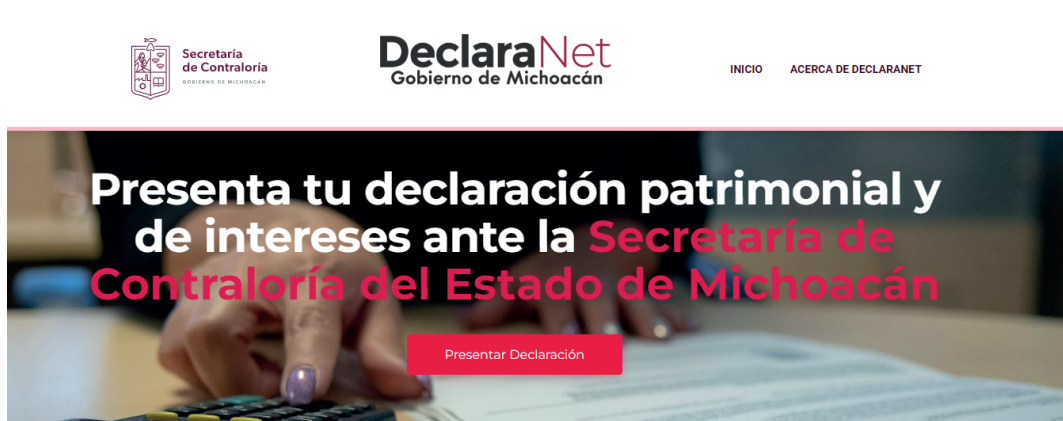 Secretaría
de Contraloría
GOBIERNO DE MICHOACÁN
DeclaraNet
Gobierno de Michoacán
INICIO
ACERCA DE DECLARANET
Presenta tu declaración patrimonial y
de intereses ante la Secretaría de
Contraloría del Estado de Michoacán
Presentar Declaración